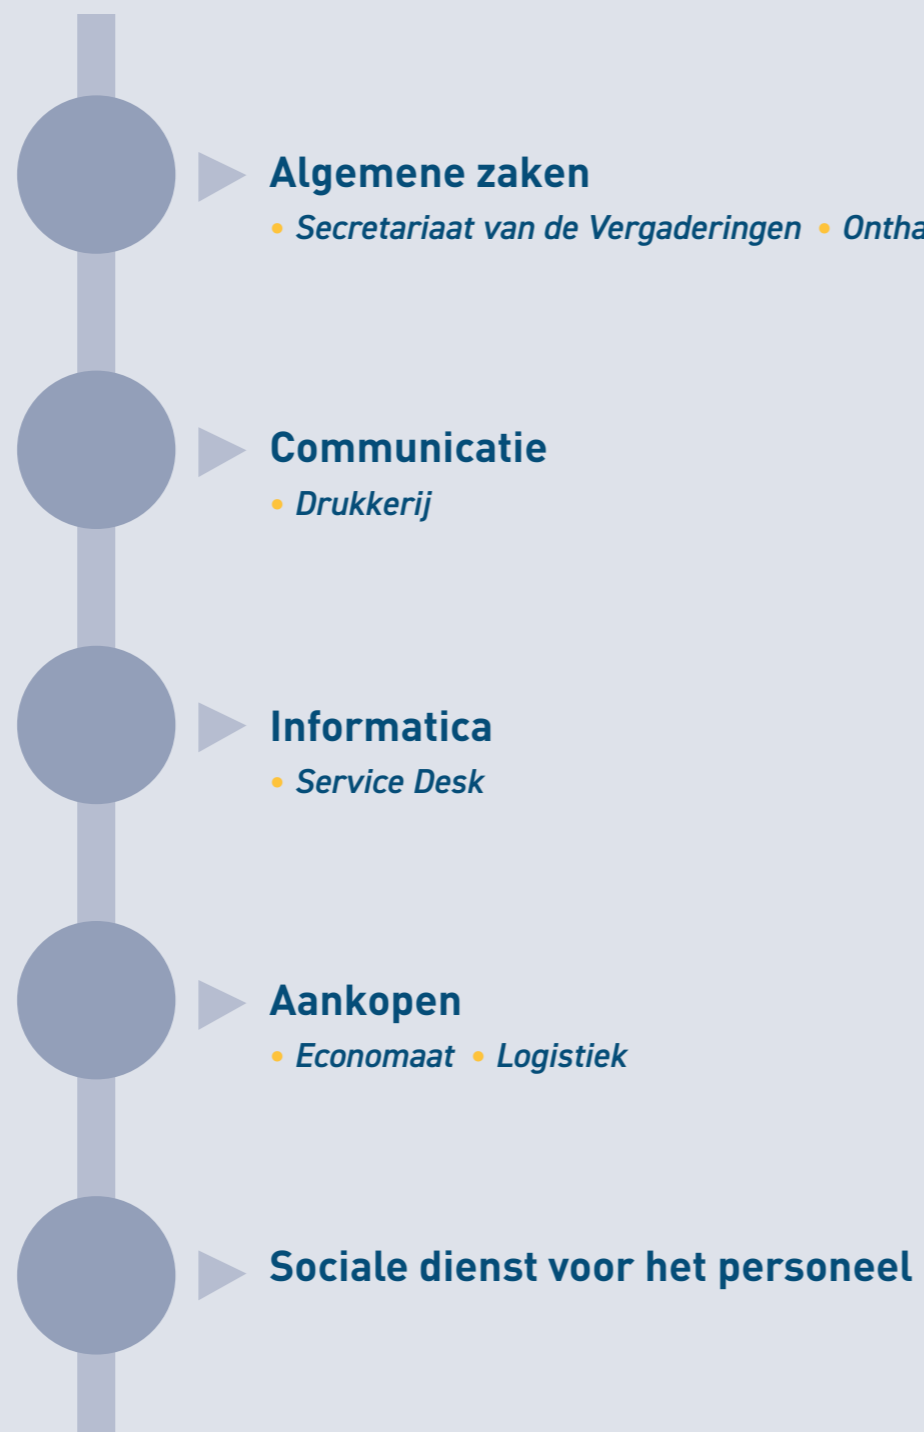 Algemene zaken
• Secretariaat van de Vergaderingen •
Communicatie
• Drukkerij
Informatica
• Service Desk
Aankopen
• Economaat • Logistiek
Sociale dienst voor het personeel